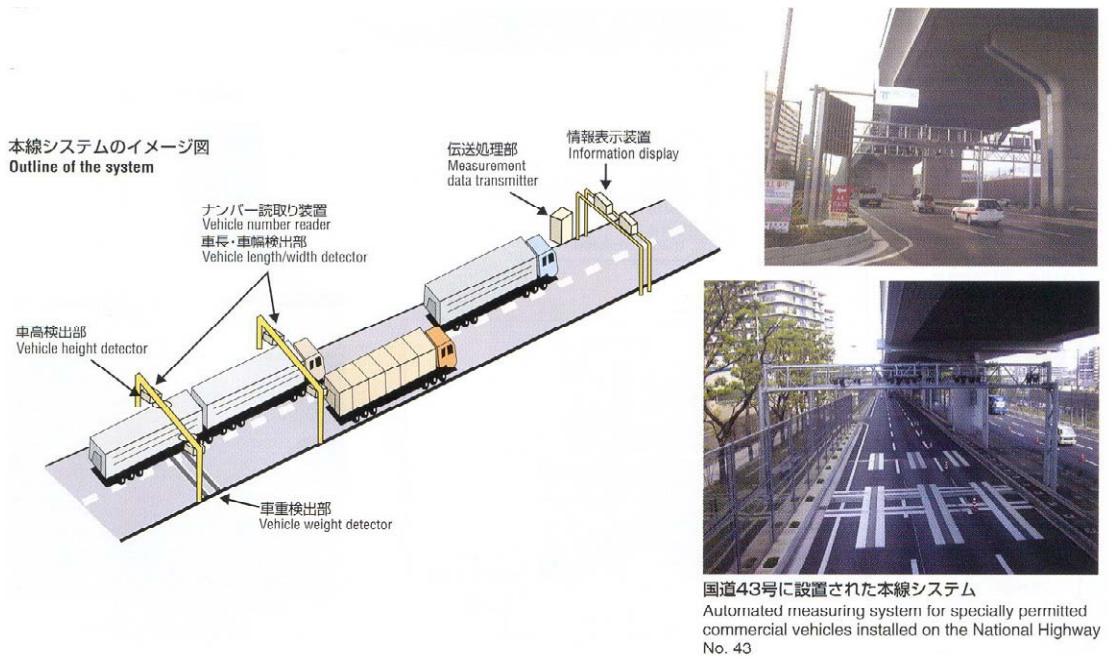 本線システムのイメージ図
Outline of the system
伝送処理部
Measurement
data transmitter
情報表示装置
Information display
ナンバー読取り装置
Vehicle number reader
車長・車幅検出部
Vehicle length/width detector
車高検出部
Vehicle height detector
車重検出部
Vehicle weight detector
国道43号に設置された本線システム
Automated measuring system for specially permitted
commercial vehicles installed on the National Highway
No. 43